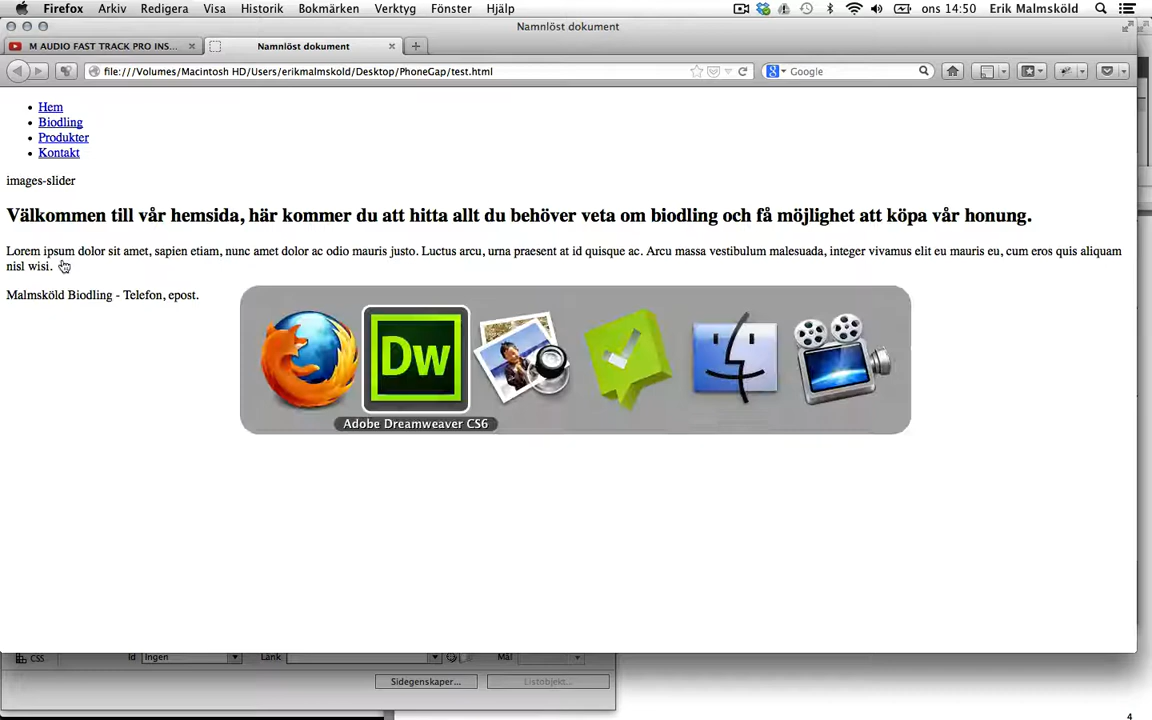 Firefox Arkiv Redigera Visa Historik Bokmärken Verktyg Fönster Hjälp ons 14:50 Erik Malmsköld
Namnlöst dokument
M AUDIO FAST TRACK PRO INS... Namnlöst dokument
file:///Volumes/Macintosh HD/Users/erikmalmskold/Desktop/PhoneGap/test.html Google
Hem
Biodling
Produkter
Kontakt
images-slider
Välkommen till vår hemsida, här kommer du att hitta allt du behöver veta om biodling och få möjlighet att köpa vår honung.
Lorem ipsum dolor sit amet, sapien etiam, nunc amet dolor ac odio mauris justo. Luctus arcu, urna praesent at id quisque ac. Arcu massa vestibulum malesuada, integer vivamus elit eu mauris eu, cum eros quis aliquam
nisl wisi.
Malmsköld Biodling - Telefon, epost.
Dw
Adobe Dreamweaver CS6
CSS Id Ingen Länk Mål
Sidegenskaper... Listobjekt...
4